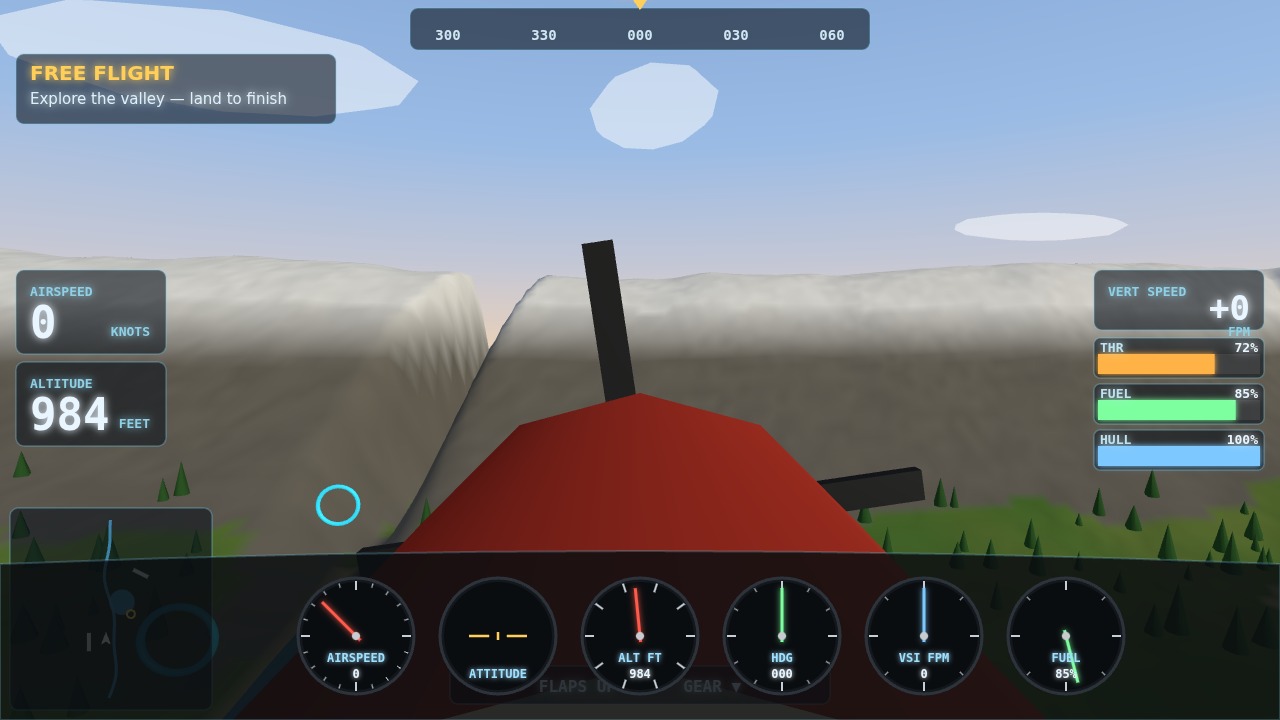 300 330 000 030 060
FREE FLIGHT
Explore the valley — land to finish
AIRSPEED
0 KNOTS
ALTITUDE
984 FEET
VERT SPEED
+0
FPM
THR 72%
FUEL 85%
HULL 100%
AIRSPEED
0
ATTITUDE
ALT FT
984
HDG
000
VSI FPM
0
FUEL
85%
FLAPS UP GEAR ▼